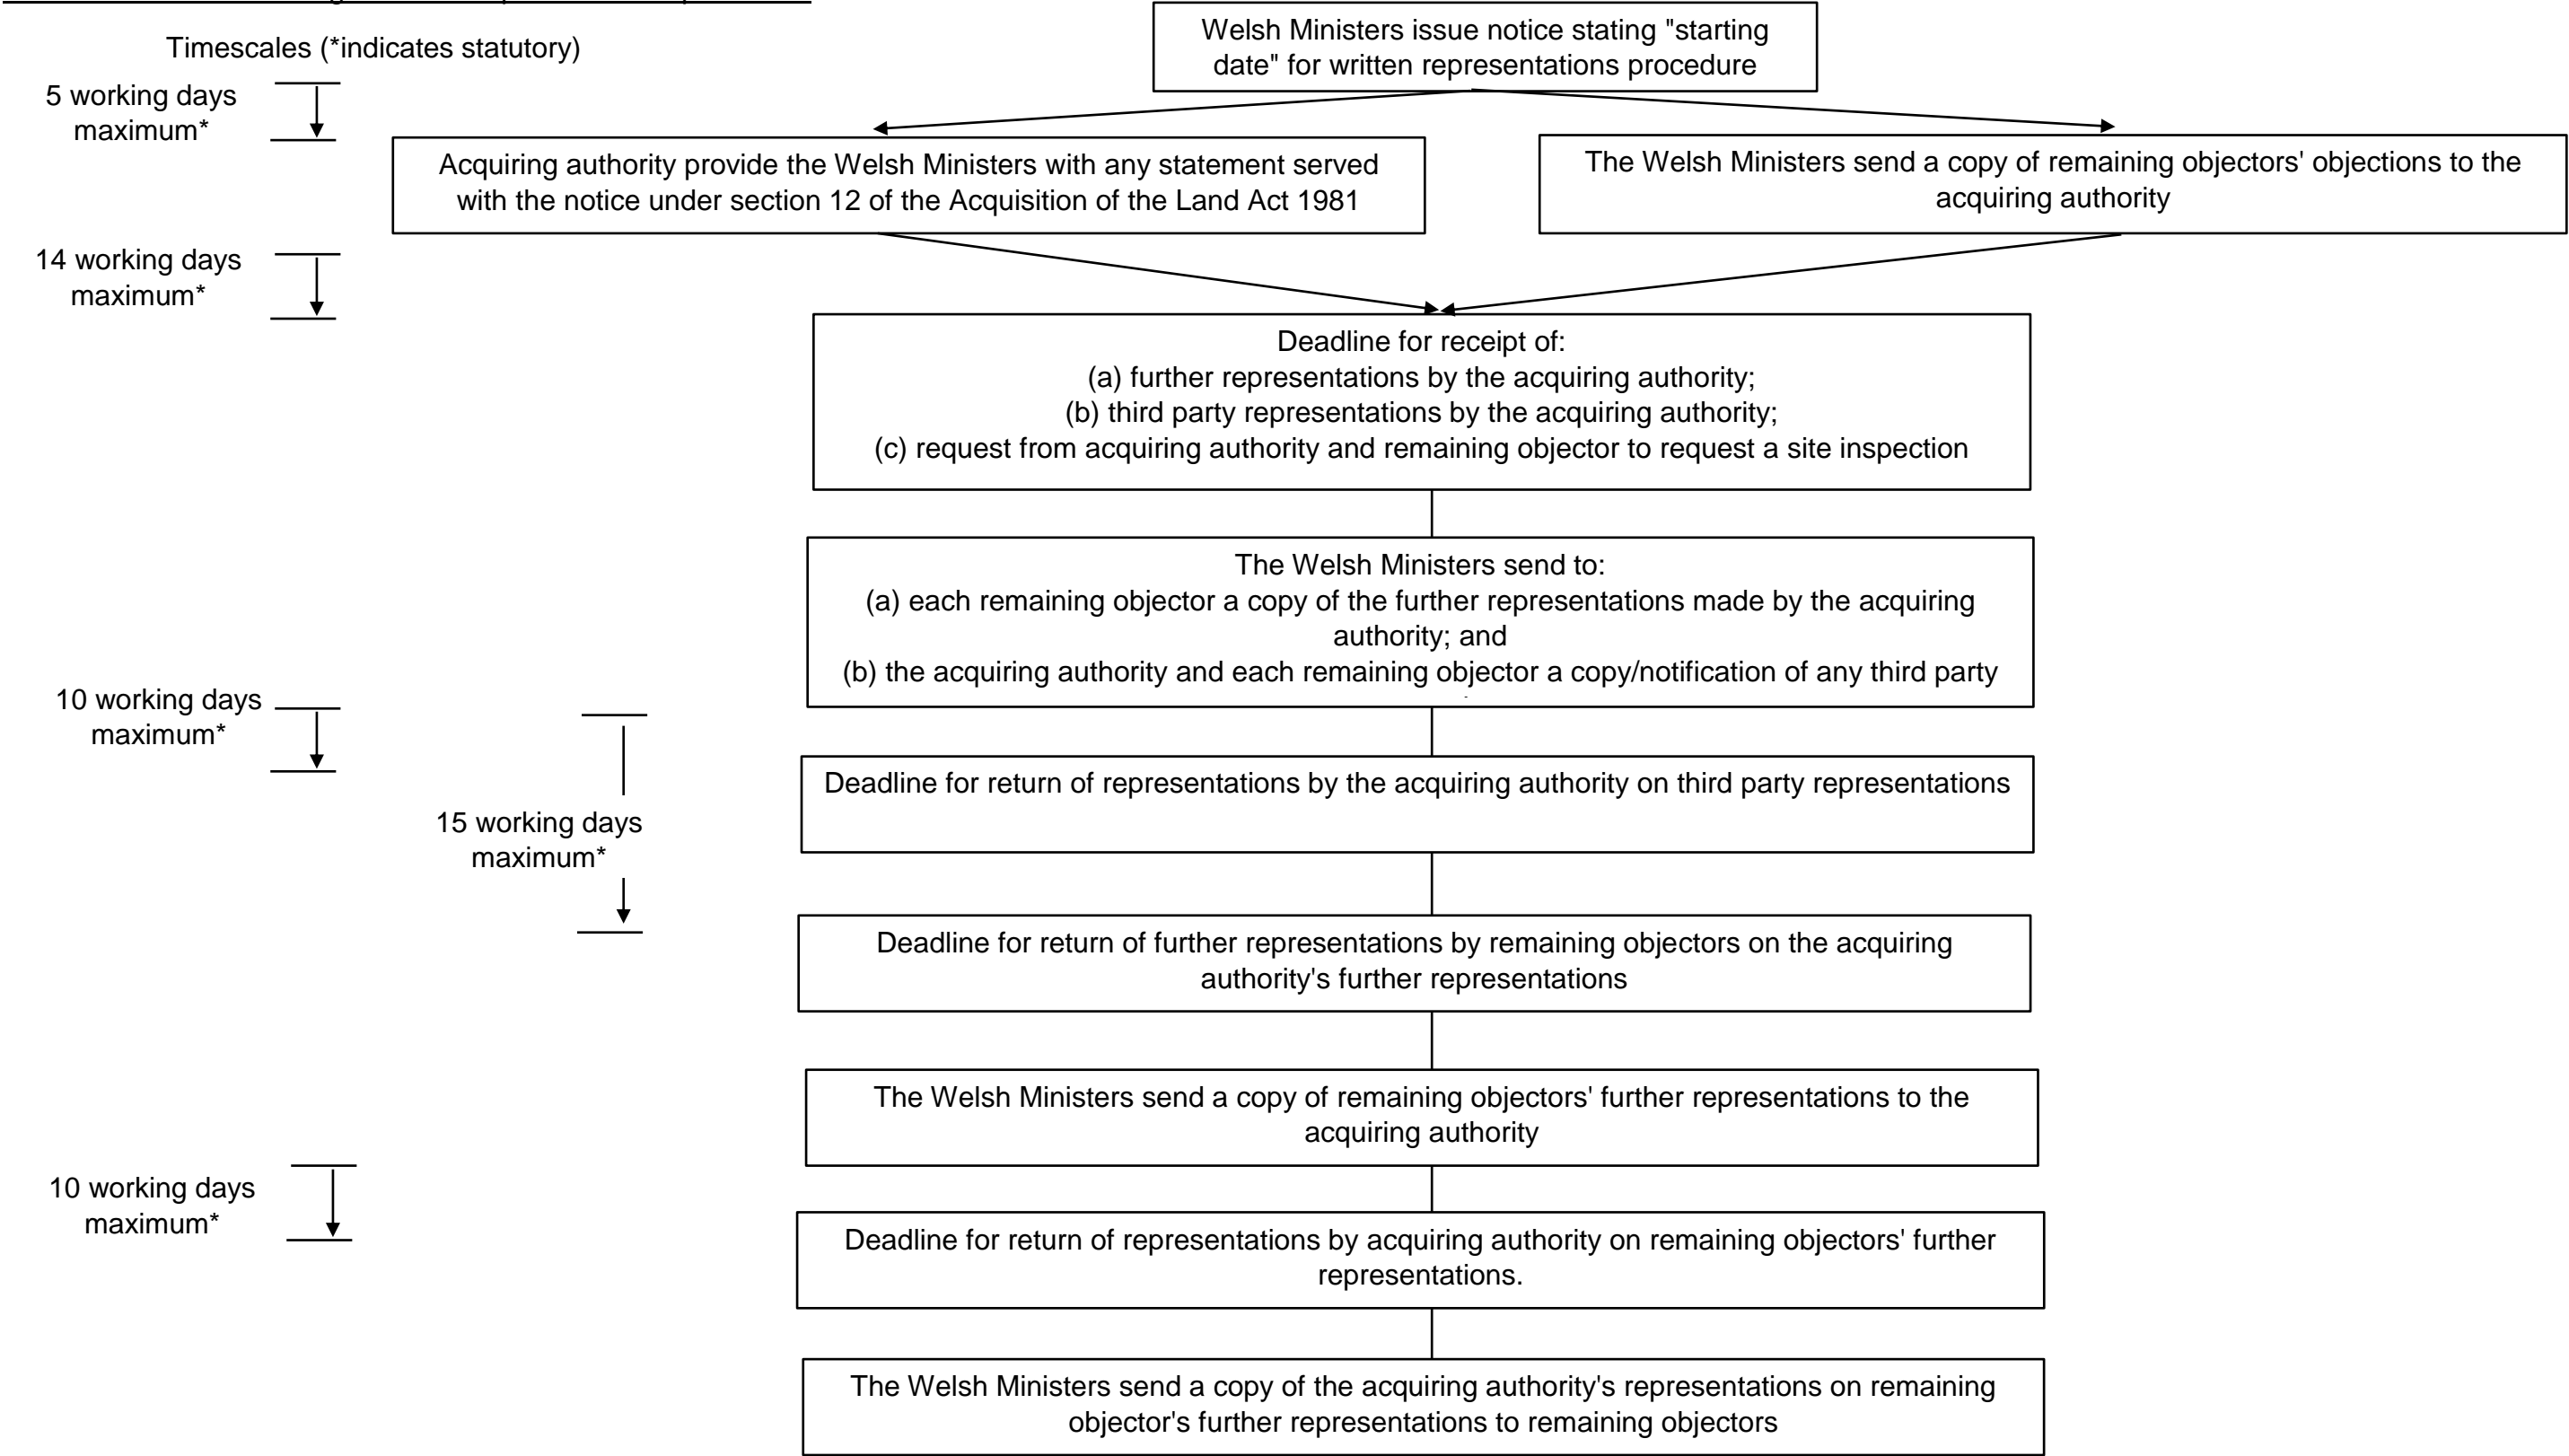 Timescales (*indicates statutory)
Welsh Ministers issue notice stating "starting
date" for written representations procedure
5 working days
maximum*
Acquiring authority provide the Welsh Ministers with any statement served
with the notice under section 12 of the Acquisition of the Land Act 1981
The Welsh Ministers send a copy of remaining objectors' objections to the
acquiring authority
14 working days
maximum*
Deadline for receipt of:
(a) further representations by the acquiring authority;
(b) third party representations by the acquiring authority;
(c) request from acquiring authority and remaining objector to request a site inspection
The Welsh Ministers send to:
(a) each remaining objector a copy of the further representations made by the acquiring
authority; and
(b) the acquiring authority and each remaining objector a copy/notification of any third party
10 working days
maximum*
15 working days
maximum*
Deadline for return of representations by the acquiring authority on third party representations
Deadline for return of further representations by remaining objectors on the acquiring
authority's further representations
The Welsh Ministers send a copy of remaining objectors' further representations to the
acquiring authority
10 working days
maximum*
Deadline for return of representations by acquiring authority on remaining objectors' further
representations.
The Welsh Ministers send a copy of the acquiring authority's representations on remaining
objector's further representations to remaining objectors